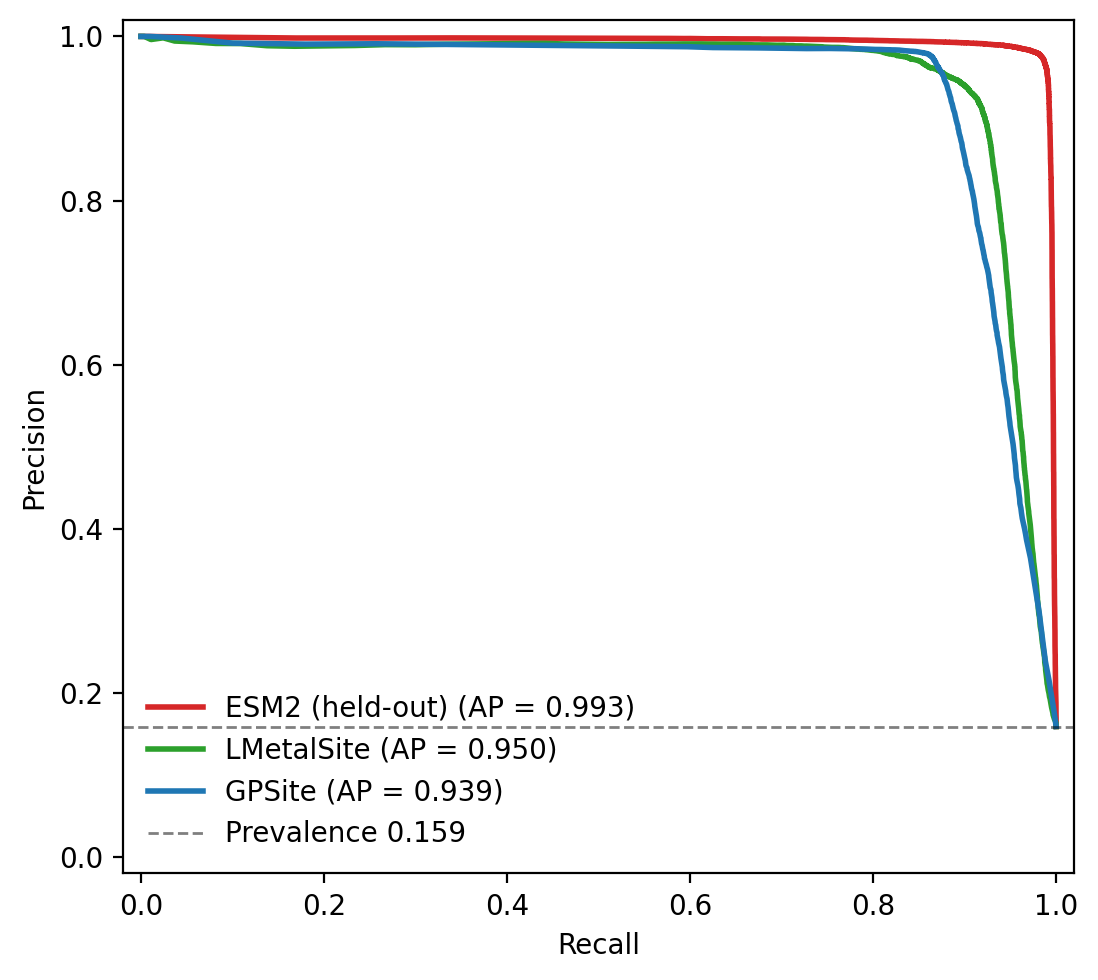 1.0
0.8
0.6
0.4
0.2
0.0
Precision
ESM2 (held-out) (AP = 0.993)
LMetalSite (AP = 0.950)
GPSite (AP = 0.939)
Prevalence 0.159
0.0 0.2 0.4 0.6 0.8 1.0
Recall